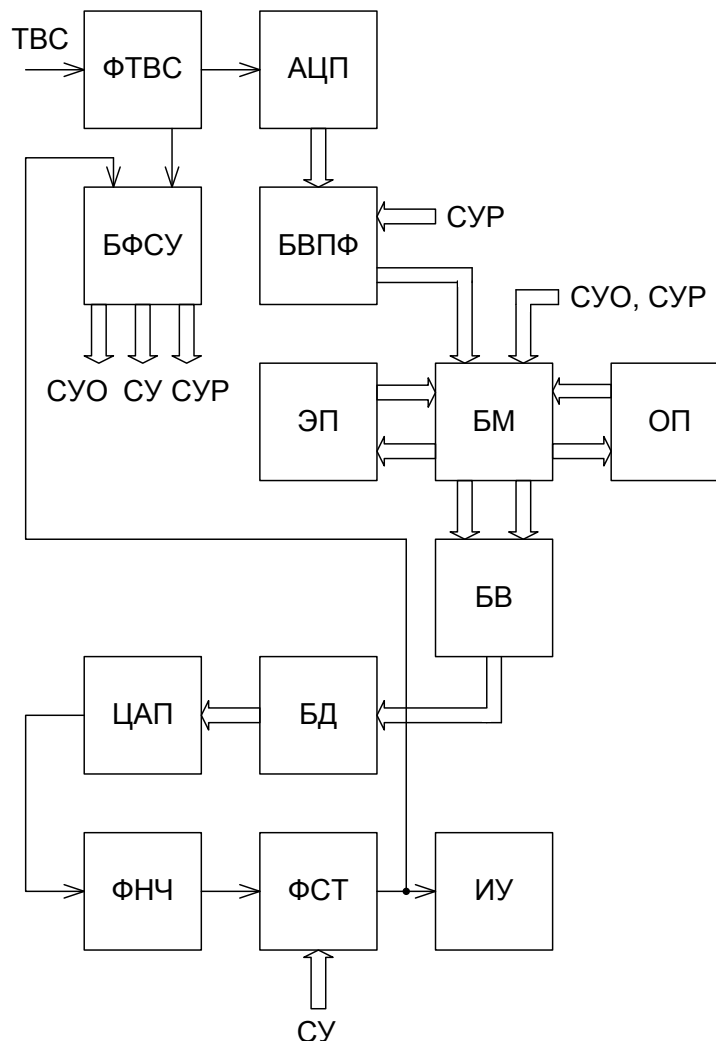 ТВС
ФТВС
АЦП
БФСУ
БВПФ
СУР
СУО, СУР
СУО СУ СУР
ЭП
БМ
ОП
БВ
ЦАП
БД
ФНЧ
ФСТ
ИУ
СУ